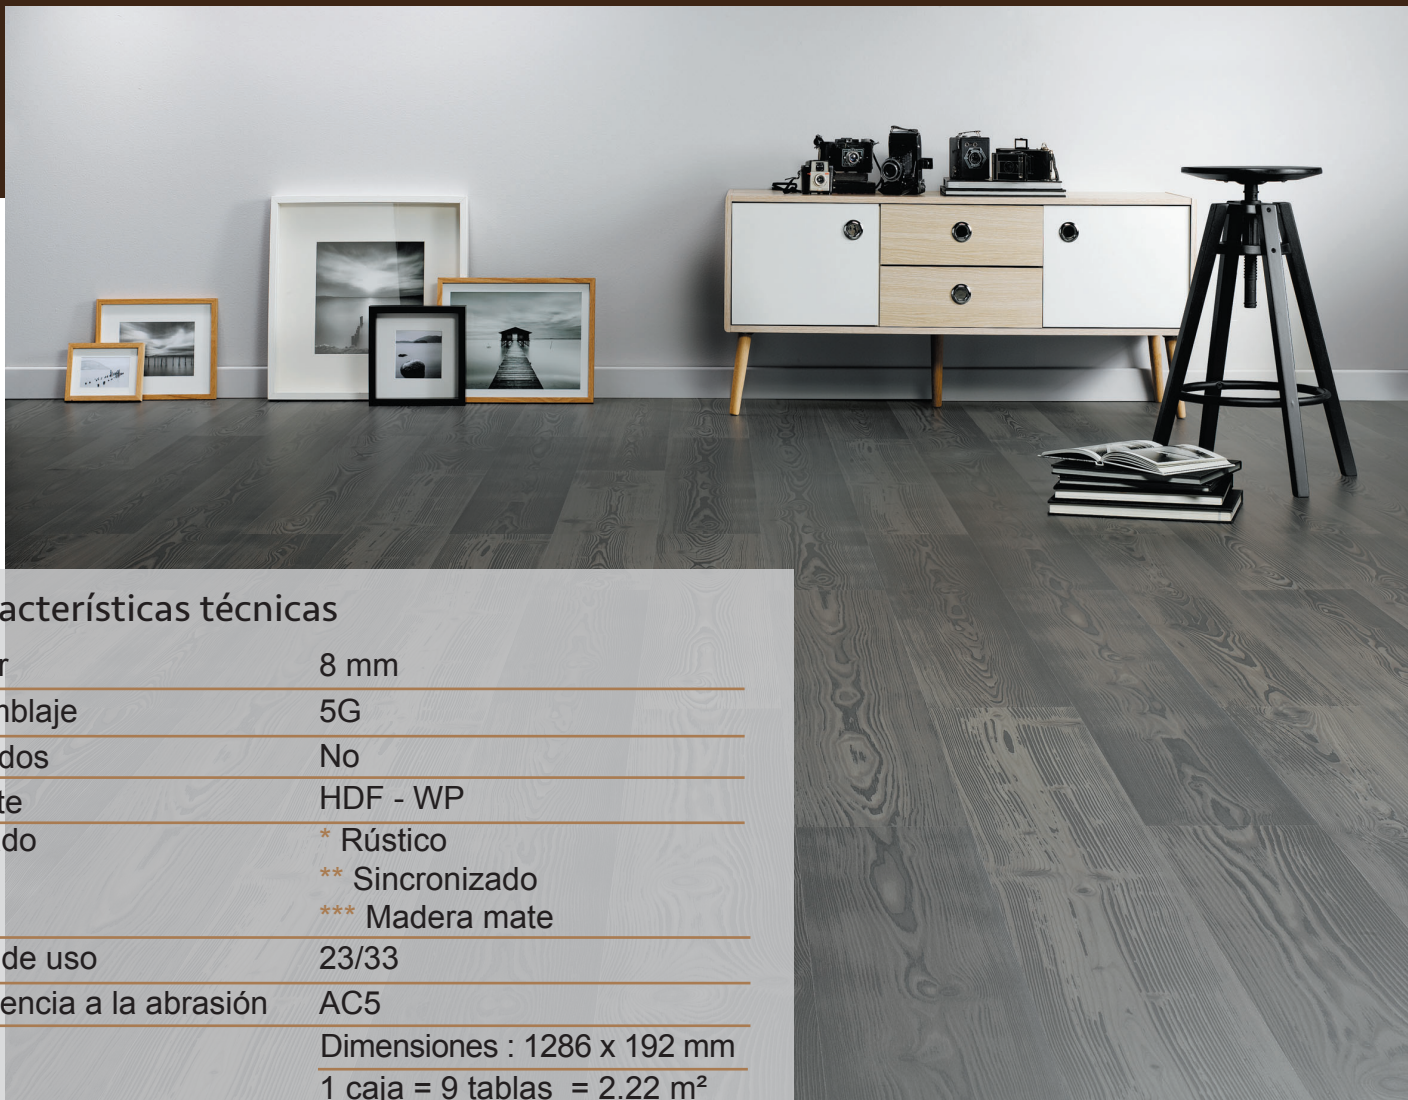 acterísticas técnicas
r 8 mm
nblaje 5G
dos No
te HDF - WP
do * Rústico
** Sincronizado
*** Madera mate
de uso 23/33
encia a la abrasión AC5
Dimensiones : 1286 x 192 mm
1 caja = 9 tablas = 2.22 m²